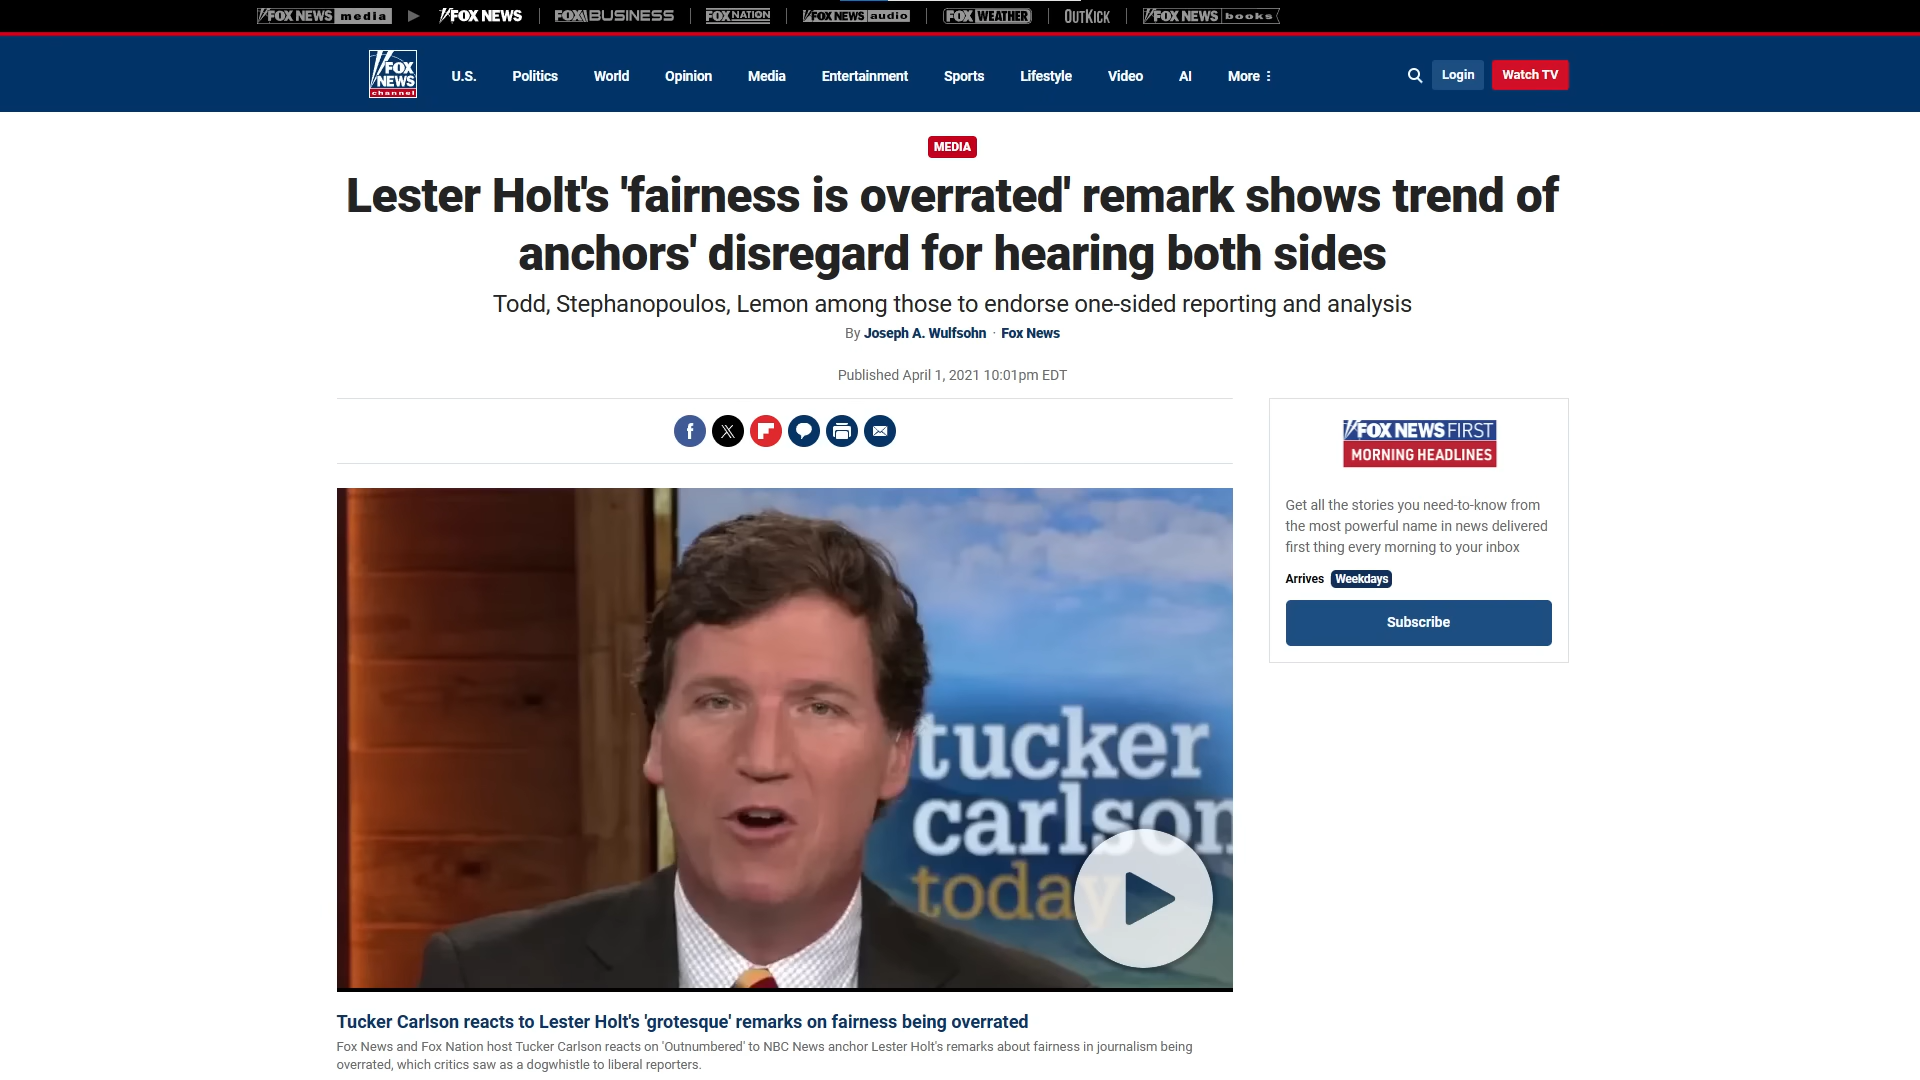 FOX NEWS media
FOX NEWS
FOX BUSINESS
FOX NATION
FOX NEWS audio
FOX WEATHER
OUTKICK
FOX NEWS books
FOX
NEWS
channel
U.S.
Politics
World
Opinion
Media
Entertainment
Sports
Lifestyle
Video
AI
More
Login
Watch TV
MEDIA
Lester Holt's 'fairness is overrated' remark shows trend of
anchors' disregard for hearing both sides
Todd, Stephanopoulos, Lemon among those to endorse one-sided reporting and analysis
By Joseph A. Wulfsohn · Fox News
Published April 1, 2021 10:01pm EDT
tucker
carlson
today
Tucker Carlson reacts to Lester Holt's 'grotesque' remarks on fairness being overrated
Fox News and Fox Nation host Tucker Carlson reacts on 'Outnumbered' to NBC News anchor Lester Holt's remarks about fairness in journalism being
overrated, which critics saw as a dogwhistle to liberal reporters.
FOX NEWS FIRST
MORNING HEADLINES
Get all the stories you need-to-know from
the most powerful name in news delivered
first thing every morning to your inbox
Arrives Weekdays
Subscribe